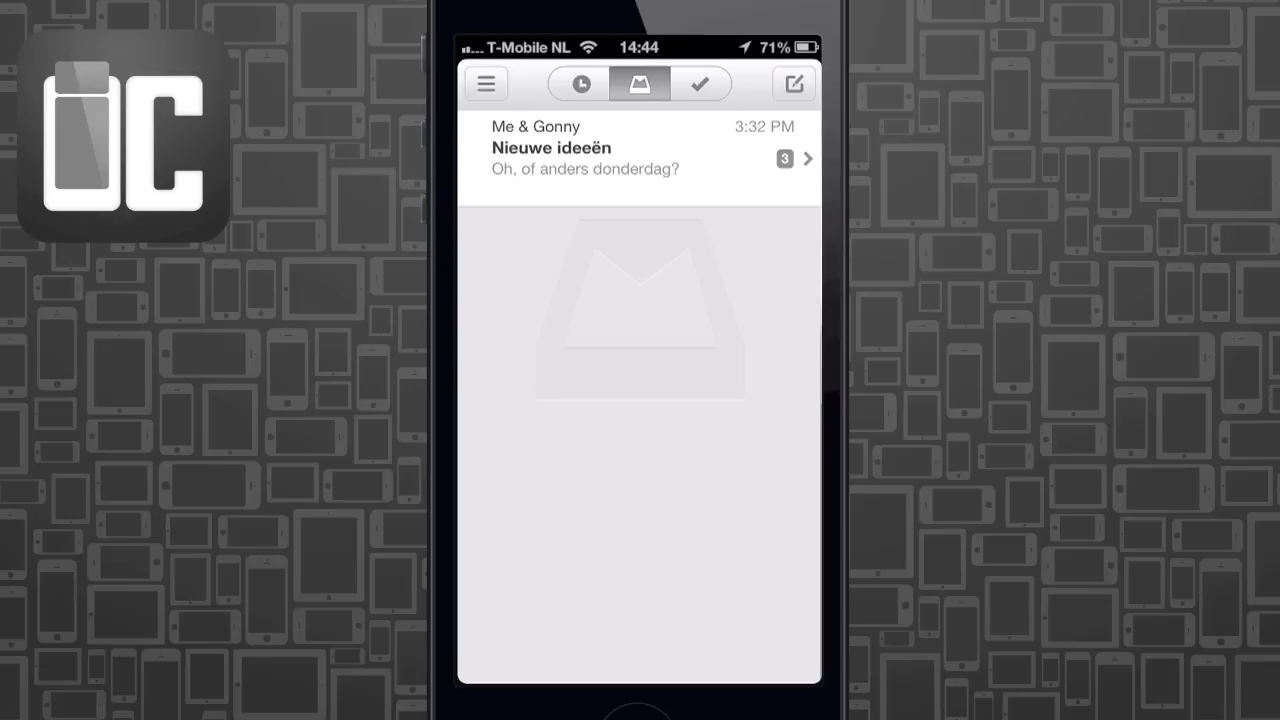 iC
T-Mobile NL 14:44 71%
Me & Gonny 3:32 PM
Nieuwe ideeën
3
Oh, of anders donderdag?